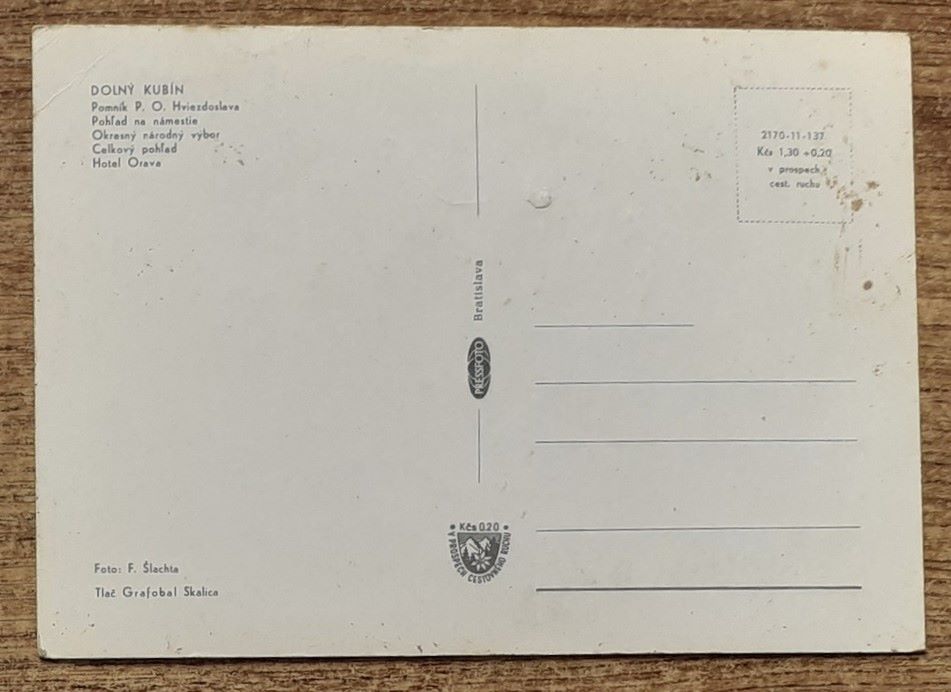 DOLNÝ KUBÍN
Pomník P. O. Hviezdoslava
Pohľad na námestie
Okresný národný výbor
Celkový pohľad
Hotel Orava
2170-11-137
Kčs 1,30 +0,20
v prospech
cest. ruchu
Bratislava
PRESSFOTO
Kčs 0.20
V PROSPECH CESTOVNÉHO RUCHU
Foto: F. Šlachta
Tlač Grafobal Skalica